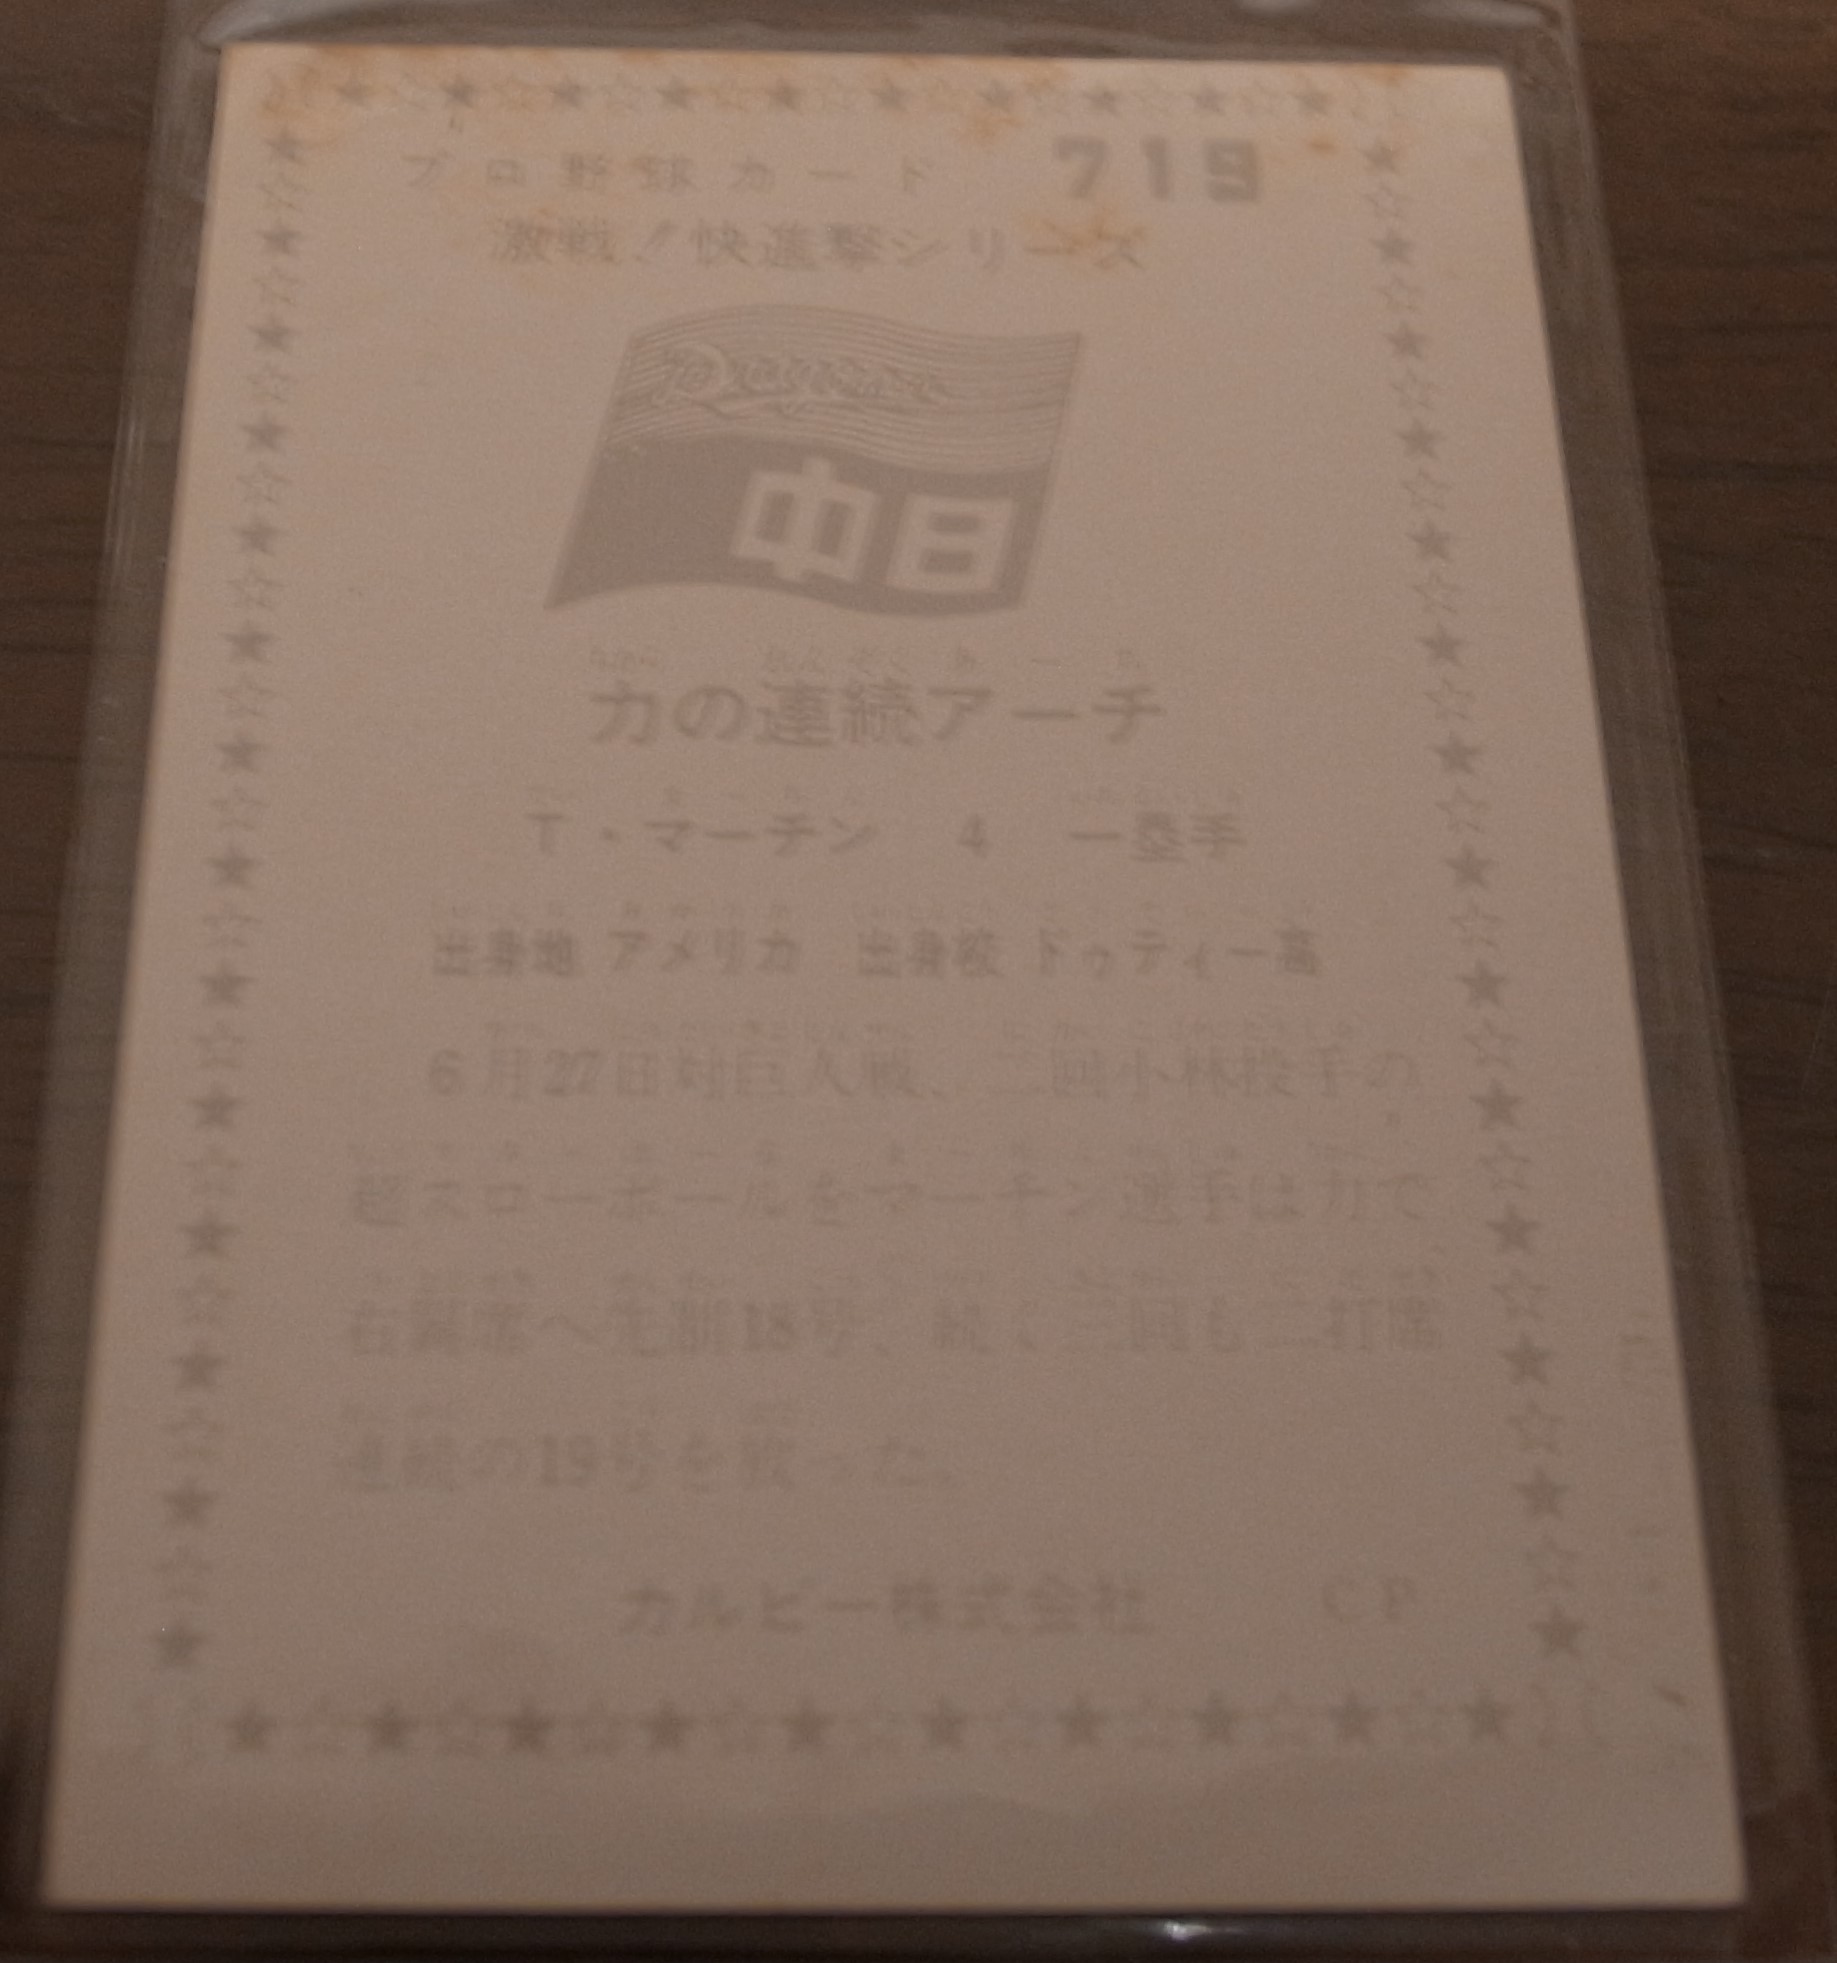 プロ野球カード 719
激戦!快進撃シリーズ
Dragons
中日
力の連続アーチ
T・マーチン 4 一塁手
出身地 アメリカ 出身校 ドゥティー高
6月27日対巨人戦、二回小林投手の
超スローボールをマーチン選手は力で
右翼席へ先制18号、続く三回も二打席
連続の19号を放った。
カルビー株式会社 CP